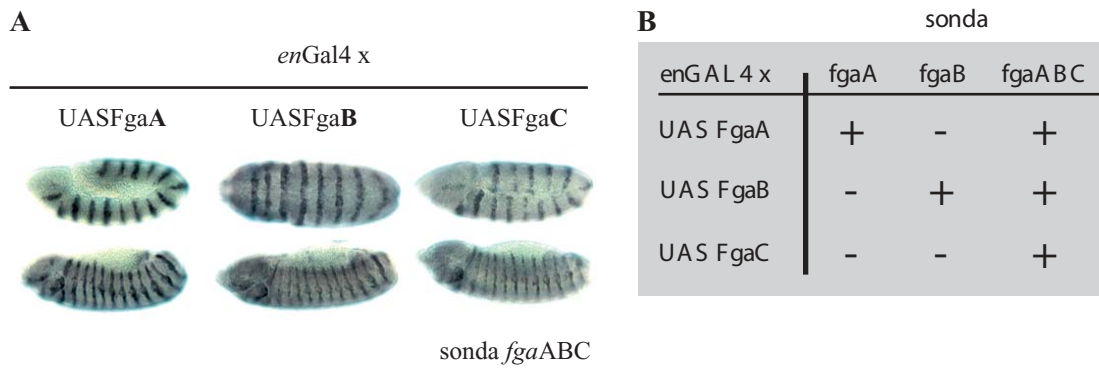 A
enGal4 x
UASFgaA UASFgaB UASFgaC
sonda fgaABC
B
sonda
enGAL4 x fgaA fgaB fgaABC
UAS FgaA + - +
UAS FgaB - + +
UAS FgaC - - +